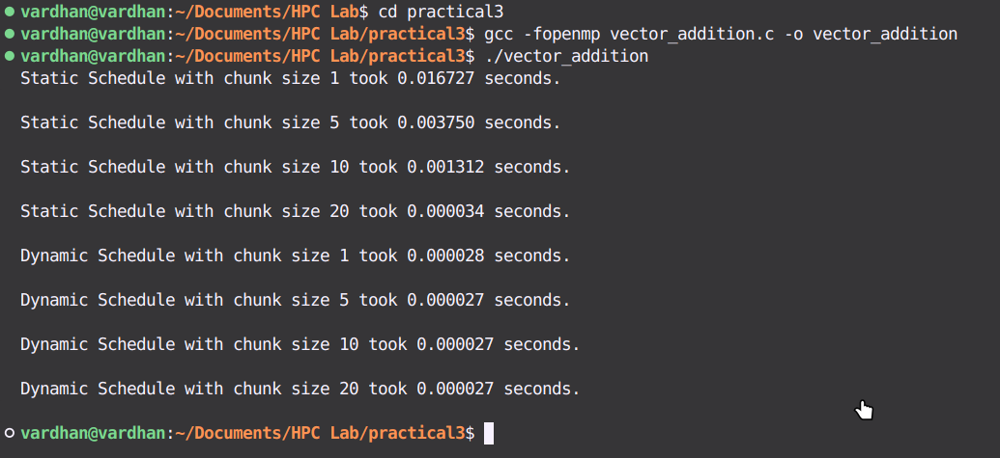 vardhan@vardhan:~/Documents/HPC Lab$ cd practical3
vardhan@vardhan:~/Documents/HPC Lab/practical3$ gcc -fopenmp vector_addition.c -o vector_addition
vardhan@vardhan:~/Documents/HPC Lab/practical3$ ./vector_addition
Static Schedule with chunk size 1 took 0.016727 seconds.
Static Schedule with chunk size 5 took 0.003750 seconds.
Static Schedule with chunk size 10 took 0.001312 seconds.
Static Schedule with chunk size 20 took 0.000034 seconds.
Dynamic Schedule with chunk size 1 took 0.000028 seconds.
Dynamic Schedule with chunk size 5 took 0.000027 seconds.
Dynamic Schedule with chunk size 10 took 0.000027 seconds.
Dynamic Schedule with chunk size 20 took 0.000027 seconds.
vardhan@vardhan:~/Documents/HPC Lab/practical3$